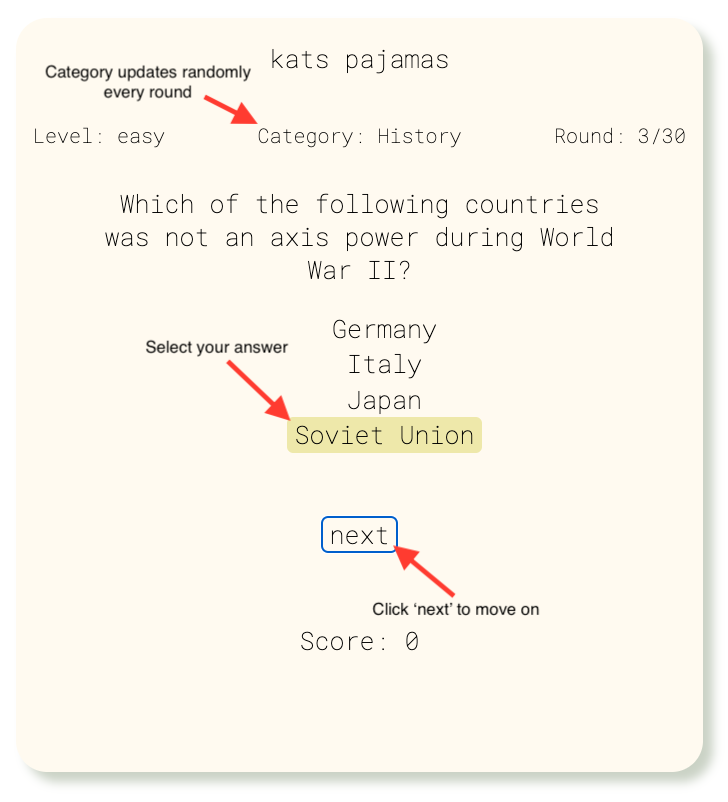 kats pajamas
Category updates randomly
every round
Level: easy
Category: History
Round: 3/30
Which of the following countries
was not an axis power during World
War II?
Germany
Select your answer
Italy
Japan
Soviet Union
next
Click ‘next’ to move on
Score: 0